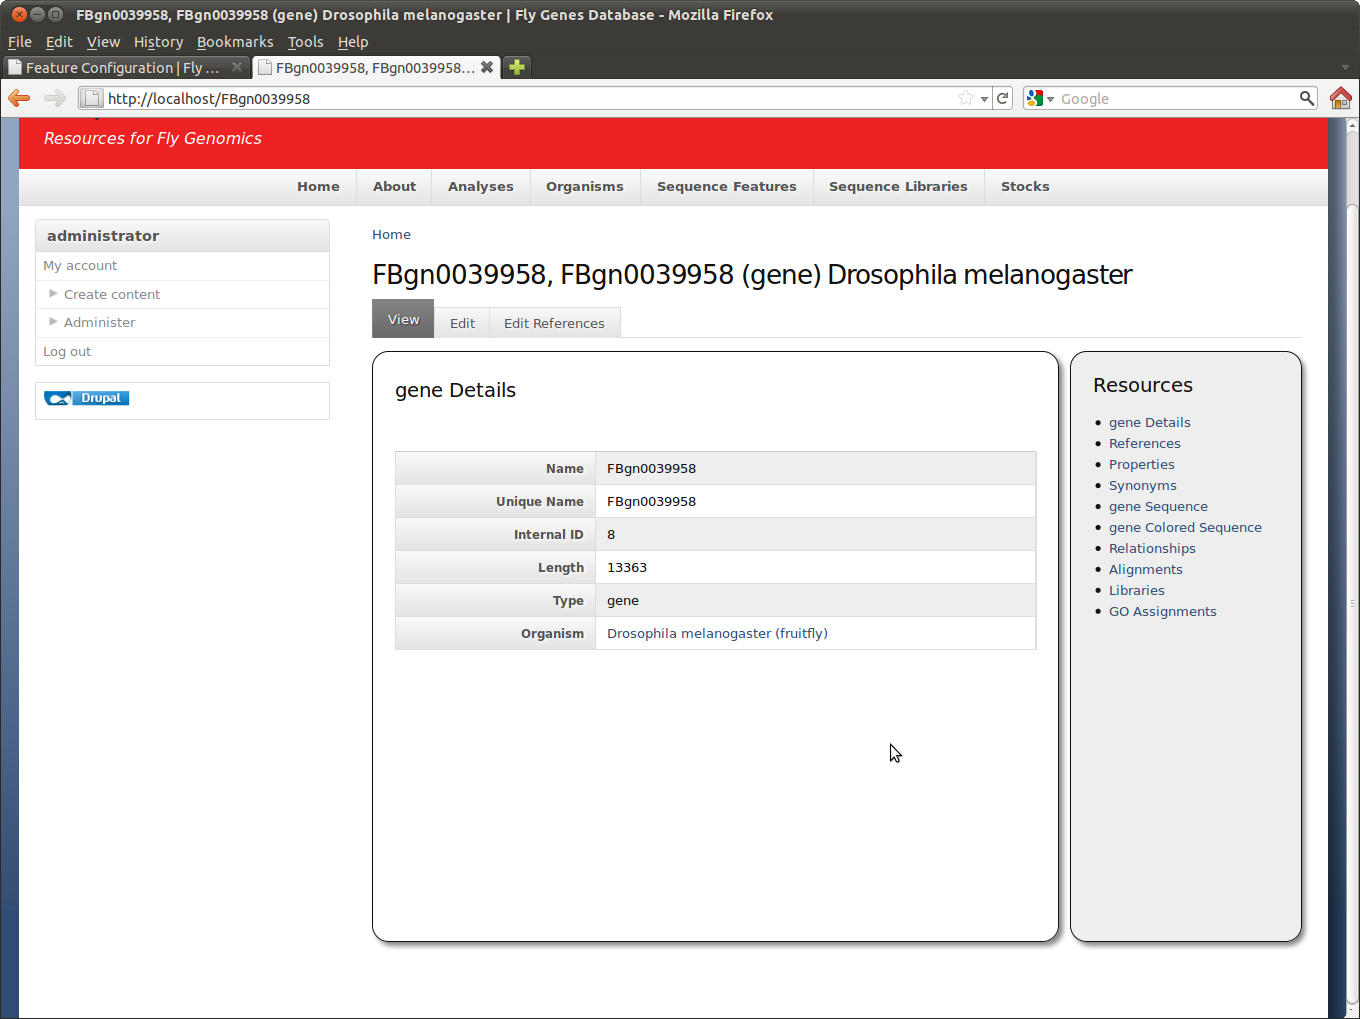 FBgn0039958, FBgn0039958 (gene) Drosophila melanogaster | Fly Genes Database - Mozilla Firefox
File Edit View History Bookmarks Tools Help
Feature Configuration | Fly ... FBgn0039958, FBgn0039958...
http://localhost/FBgn0039958 Google
Resources for Fly Genomics
Home About Analyses Organisms Sequence Features Sequence Libraries Stocks
administrator
My account
Create content
Administer
Log out
Drupal
Home
FBgn0039958, FBgn0039958 (gene) Drosophila melanogaster
View Edit Edit References
gene Details
Name FBgn0039958
Unique Name FBgn0039958
Internal ID 8
Length 13363
Type gene
Organism Drosophila melanogaster (fruitfly)
Resources
gene Details
References
Properties
Synonyms
gene Sequence
gene Colored Sequence
Relationships
Alignments
Libraries
GO Assignments